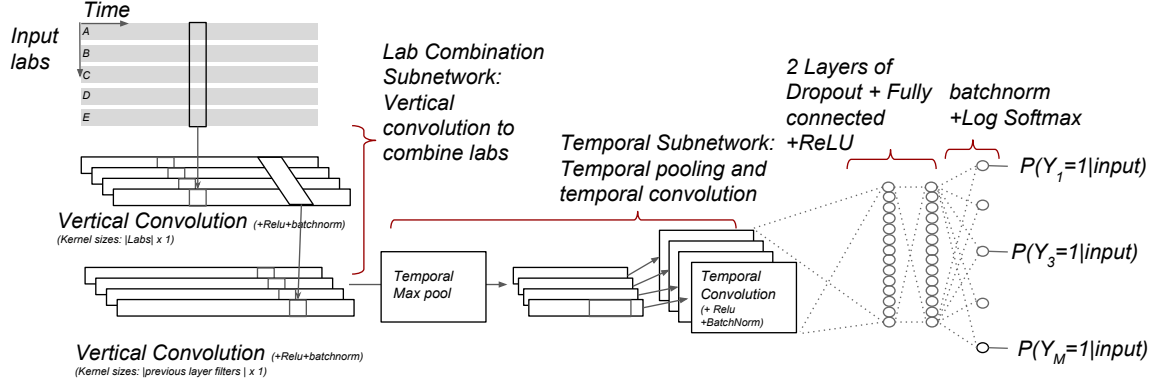 Time
Input
labs
A
B
C
D
E
Lab Combination
Subnetwork:
Vertical
convolution to
combine labs
Vertical Convolution (+Relu+batchnorm)
(Kernel sizes: |Labs| x 1)
Vertical Convolution (+Relu+batchnorm)
(Kernel sizes: |previous layer filters | x 1)
Temporal
Max pool
Temporal Subnetwork:
Temporal pooling and
temporal convolution
Temporal
Convolution
(+ Relu
+BatchNorm)
2 Layers of
Dropout + Fully
connected
+ReLU
batchnorm
+Log Softmax
P(Y1=1|input)
P(Y3=1|input)
P(YM=1|input)